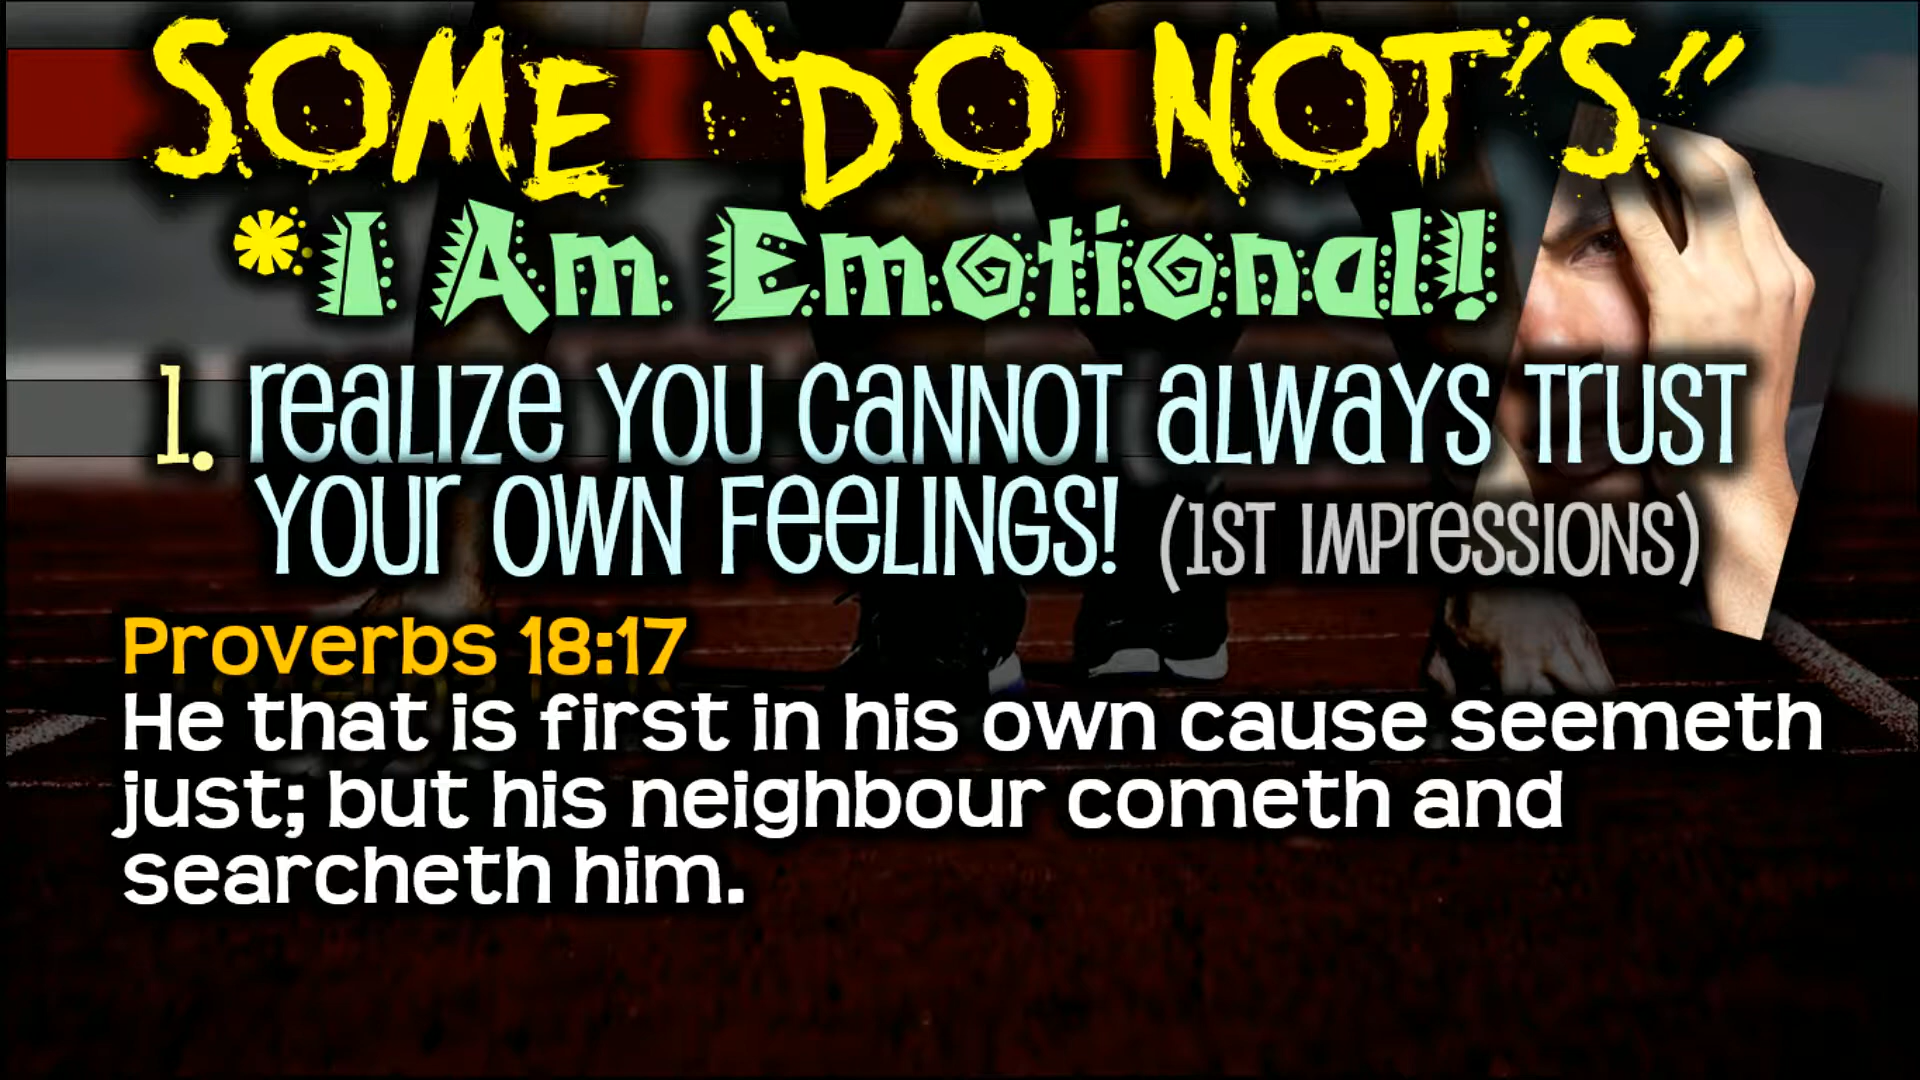 SOME "DO NOT'S"
*I Am Emotional!
1. realize you cannot always trust
your own feelings! (1st impressions)
Proverbs 18:17
He that is first in his own cause seemeth
just; but his neighbour cometh and
searcheth him.